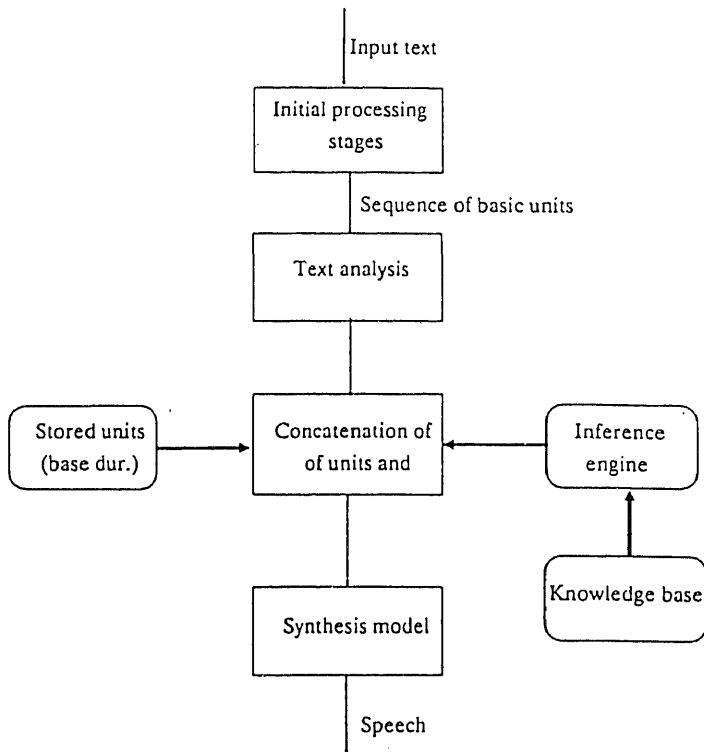 Input text
Initial processing
stages
Sequence of basic units
Text analysis
Stored units
(base dur.)
Concatenation of
of units and
Inference
engine
Knowledge base
Synthesis model
Speech